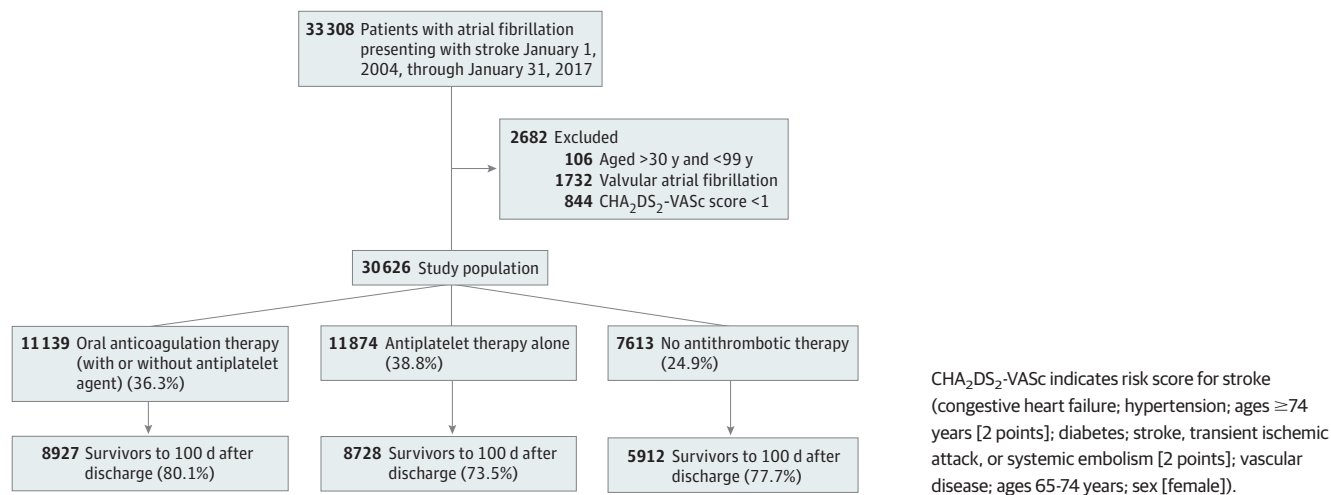 33308 Patients with atrial fibrillation
presenting with stroke January 1,
2004, through January 31, 2017
2682 Excluded
106 Aged >30 y and <99 y
1732 Valvular atrial fibrillation
844 CHA2DS2-VASc score <1
30626 Study population
11139 Oral anticoagulation therapy
(with or without antiplatelet
agent) (36.3%)
11874 Antiplatelet therapy alone
(38.8%)
7613 No antithrombotic therapy
(24.9%)
8927 Survivors to 100 d after
discharge (80.1%)
8728 Survivors to 100 d after
discharge (73.5%)
5912 Survivors to 100 d after
discharge (77.7%)
CHA2DS2-VASc indicates risk score for stroke
(congestive heart failure; hypertension; ages ≥74
years [2 points]; diabetes; stroke, transient ischemic
attack, or systemic embolism [2 points]; vascular
disease; ages 65-74 years; sex [female]).